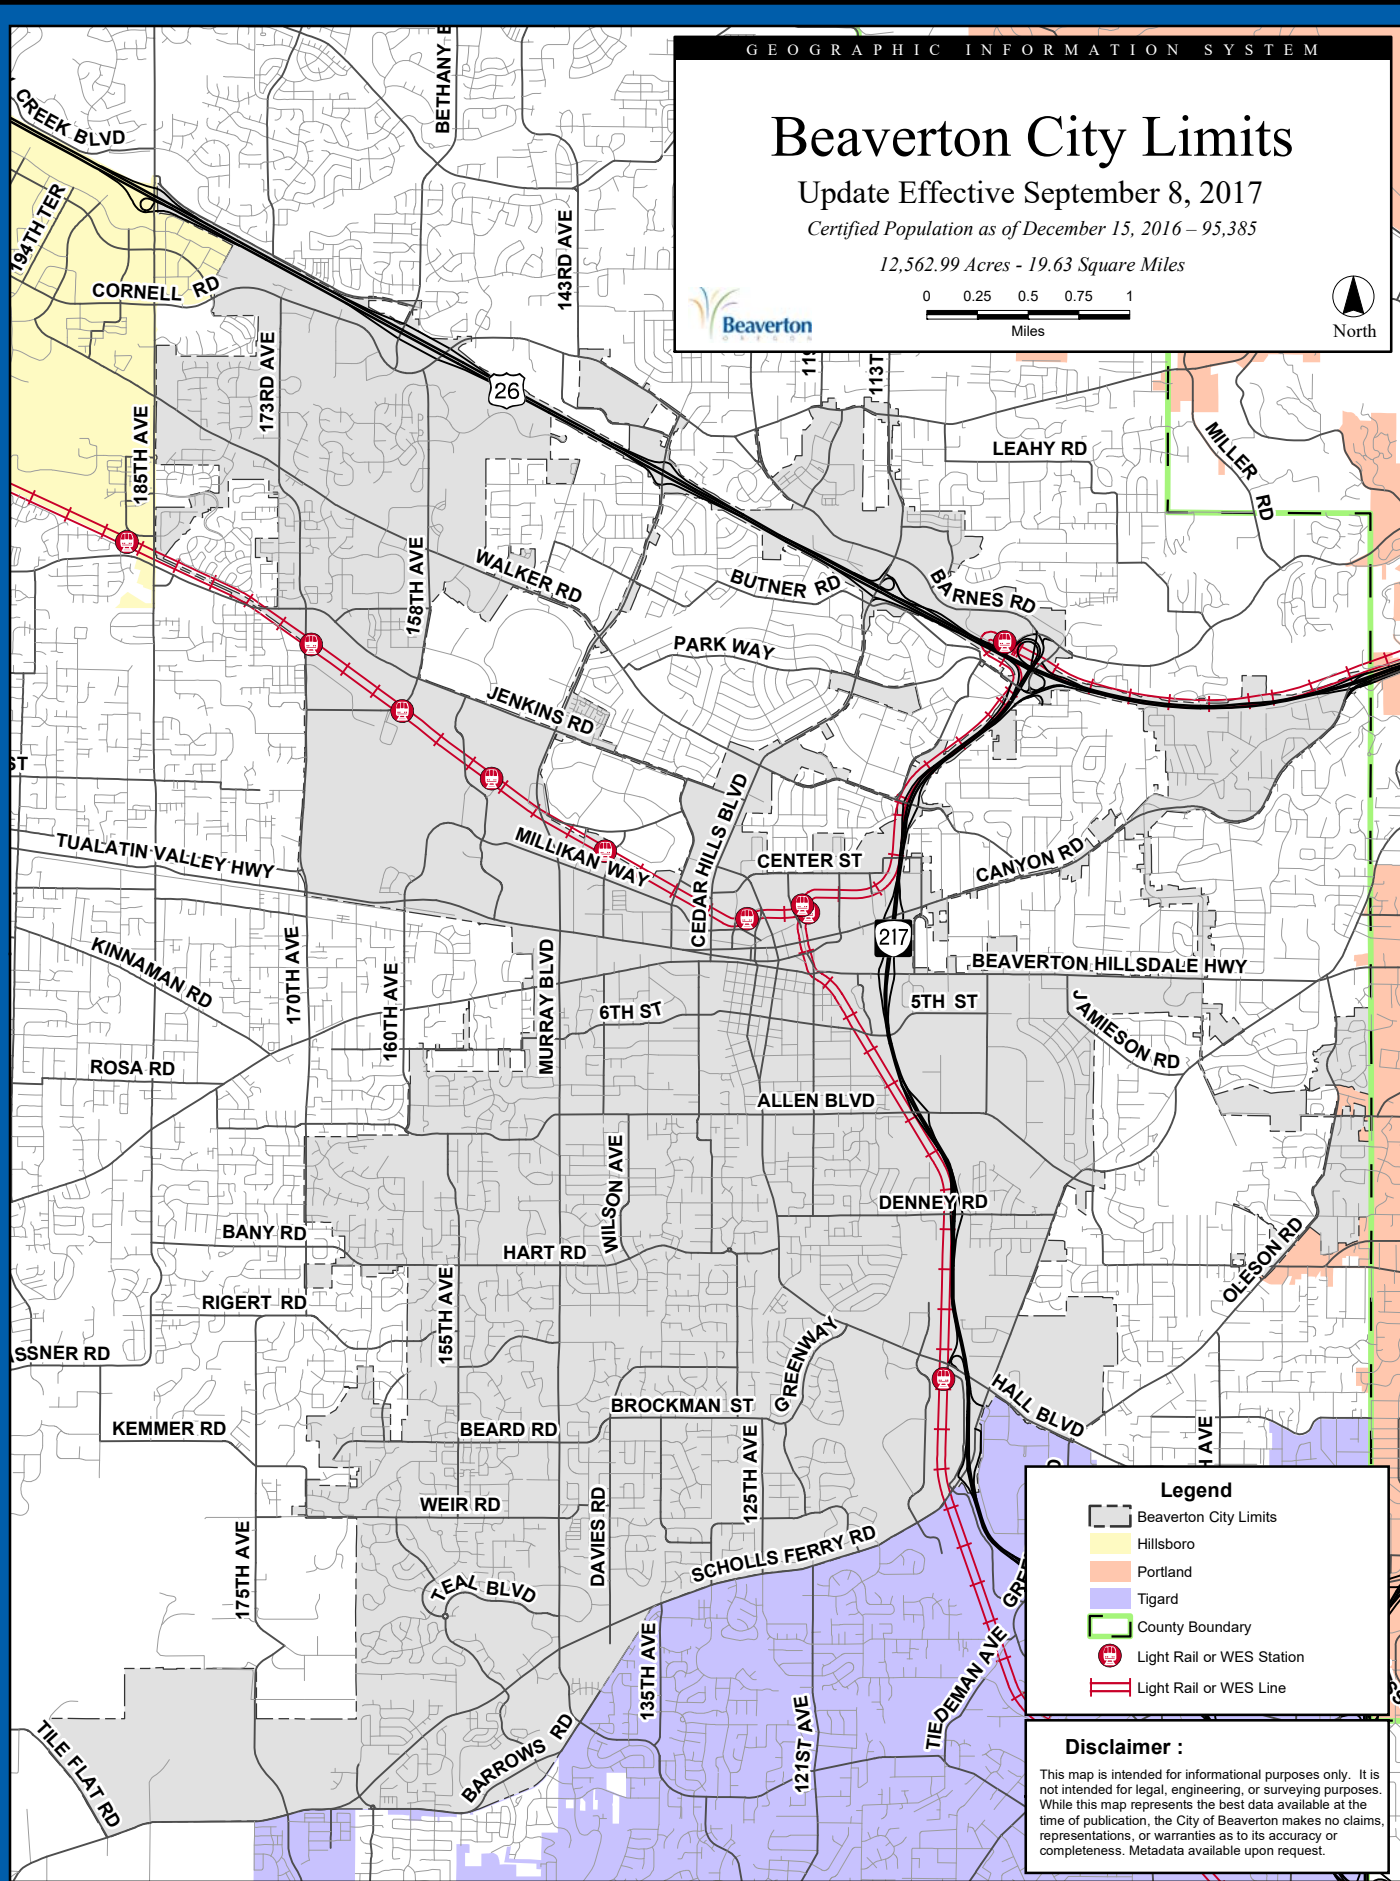 GEOGRAPHIC INFORMATION SYSTEM
Beaverton City Limits
Update Effective September 8, 2017
Certified Population as of December 15, 2016 – 95,385
12,562.99 Acres - 19.63 Square Miles
0 0.25 0.5 0.75 1
Miles
Beaverton
OREGON
North
CREEK BLVD
BETHANY B
194TH TER
CORNELL RD
143RD AVE
173RD AVE
185TH AVE
26
113T
LEAHY RD
MILLER RD
158TH AVE
WALKER RD
BUTNER RD
BARNES RD
PARK WAY
JENKINS RD
ST
CEDAR HILLS BLVD
TUALATIN VALLEY HWY
MILLIKAN WAY
CENTER ST
CANYON RD
217
KINNAMAN RD
170TH AVE
160TH AVE
MURRAY BLVD
BEAVERTON HILLSDALE HWY
6TH ST
5TH ST
JAMIESON RD
ROSA RD
ALLEN BLVD
WILSON AVE
DENNEY RD
BANY RD
HART RD
OLESON RD
RIGERT RD
155TH AVE
GREENWAY
ASSNER RD
HALL BLVD
BROCKMAN ST
KEMMER RD
BEARD RD
125TH AVE
H AVE
D
WEIR RD
DAVIES RD
175TH AVE
SCHOLLS FERRY RD
TEAL BLVD
GREE
135TH AVE
TIEDEMAN AVE
121ST AVE
BARROWS RD
TILE FLAT RD
Legend
Beaverton City Limits
Hillsboro
Portland
Tigard
County Boundary
Light Rail or WES Station
Light Rail or WES Line
Disclaimer :
This map is intended for informational purposes only. It is
not intended for legal, engineering, or surveying purposes.
While this map represents the best data available at the
time of publication, the City of Beaverton makes no claims,
representations, or warranties as to its accuracy or
completeness. Metadata available upon request.